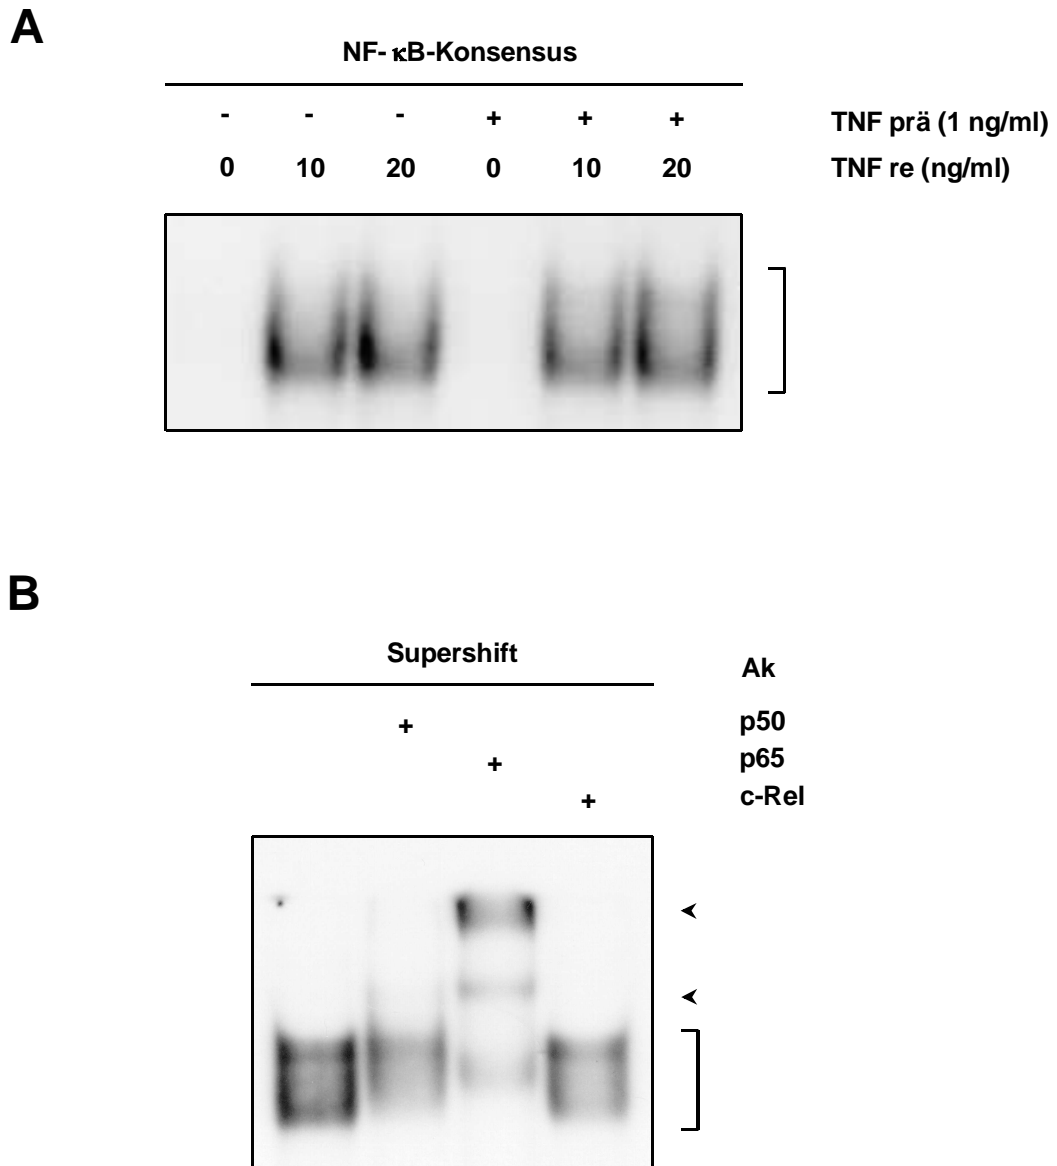 A
NF- κB-Konsensus
- - - + + + TNF prä (1 ng/ml)
0 10 20 0 10 20 TNF re (ng/ml)
B
Supershift
Ak
+ p50
+ p65
+ c-Rel